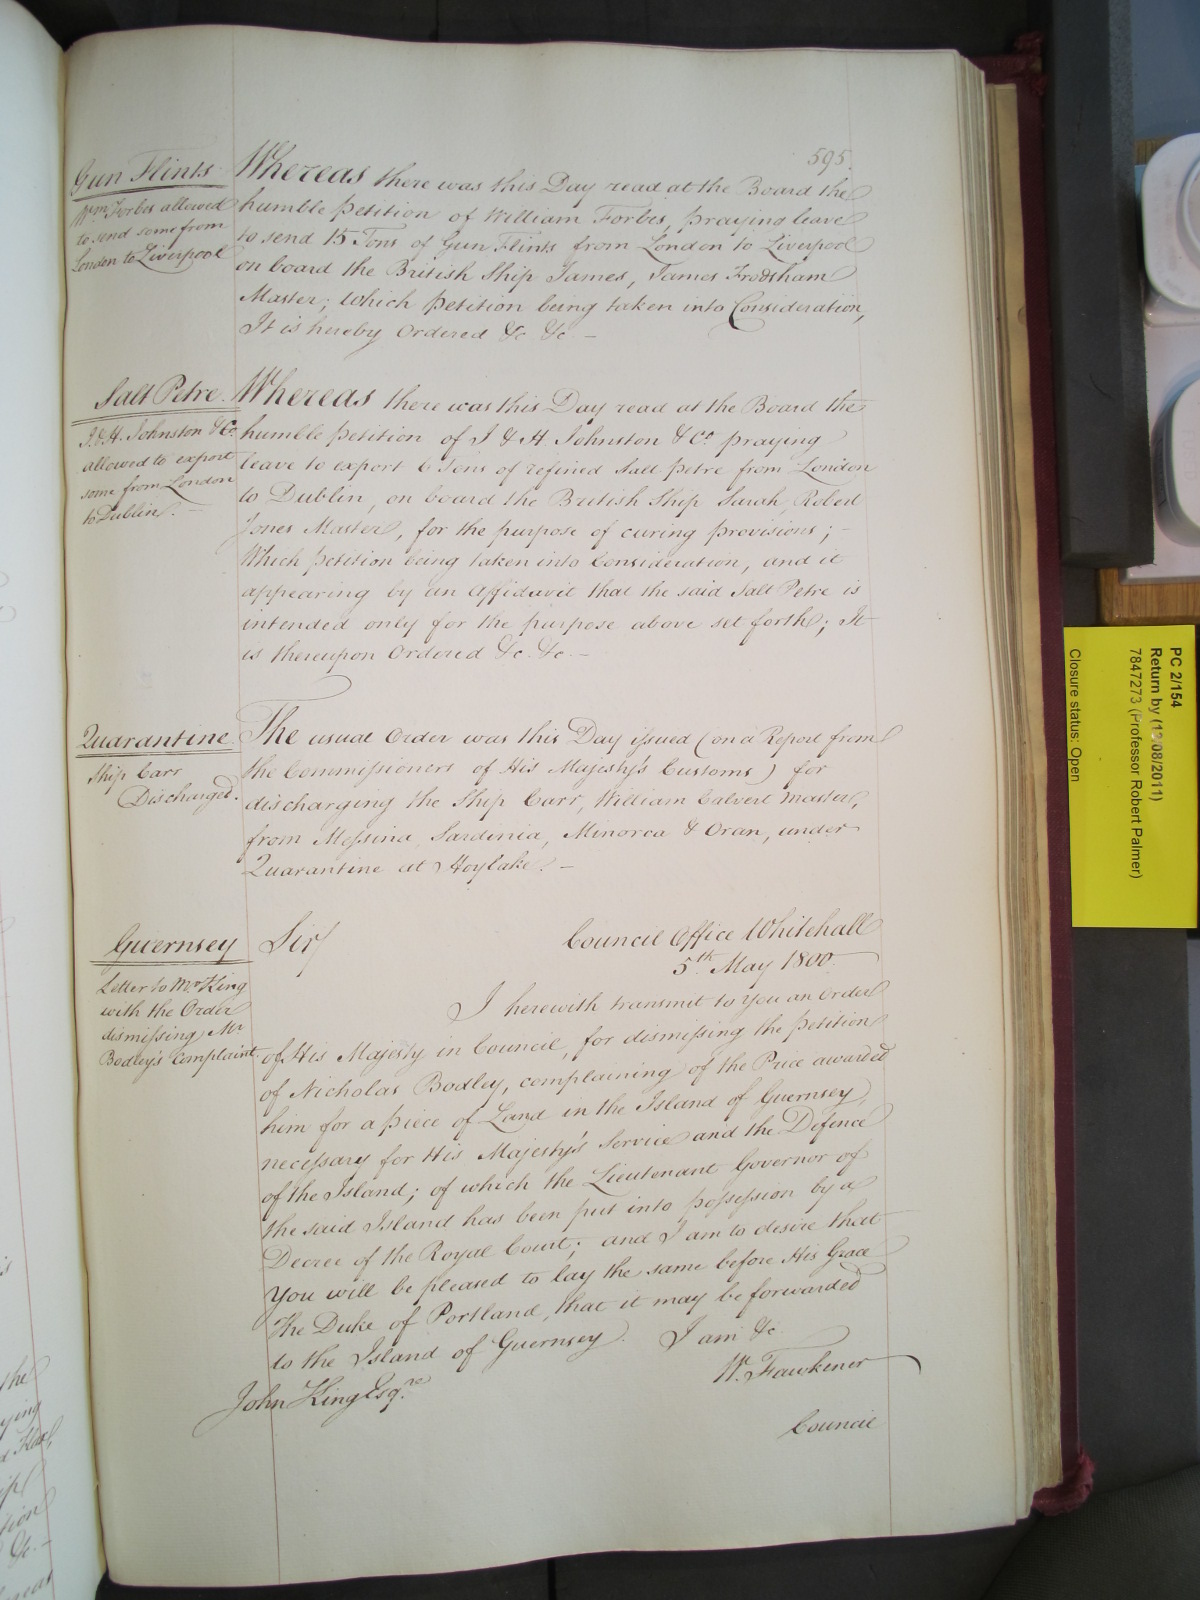 595.
Gun Flints
Wm Forbes allowed
to send some from
London to Liverpool
Whereas there was this Day read at the Board the
humble Petition of William Forbes, praying leave
to send 15 Tons of Gun Flints from London to Liverpool
on board the British Ship James, James Frodsham
Master; which Petition being taken into Consideration,
It is hereby Ordered &c &c. —
Salt Petre.
J. & H. Johnston & Co.
allowed to export
some from London
to Dublin. —
Whereas there was this Day read at the Board the
humble Petition of J & H Johnston & Co. praying
leave to export 6 Tons of refined Salt petre from London
to Dublin, on board the British Ship Sarah, Robert
Jones Master, for the purpose of curing provisions; —
Which Petition being taken into Consideration, and it
appearing by an Affidavit that the said Salt Petre is
intended only for the purpose above set forth; It
is thereupon Ordered &c. &c. —
Quarantine
Ship Carr
Discharged.
The usual Order was this Day issued (on a Report from
the Commissioners of His Majesty's Customs) for
discharging the Ship Carr, William Calvert Master,
from Messina Sardinia, Minorca & Oran, under
Quarantine at Hoylake. —
Guernsey
Letter to Mr King
with the Order
dismissing Mr
Bodley's Complaint.
Sir/
Council Office Whitehall
5th May 1800.
I herewith transmit to You an Order
of His Majesty in Council, for dismissing the Petition
of Nicholas Bodley, complaining of the Price awarded
him for a piece of Land in the Island of Guernsey,
necessary for His Majesty's Service and the Defence
of the Island; of which the Lieutenant Governor of
the said Island has been put into possession by a
Decree of the Royal Court; and I am to desire that
You will be pleased to lay the same before His Grace
The Duke of Portland, that it may be forwarded
to the Island of Guernsey. I am &c
W. Fawkener
John King Esqre
Council
PC 2/154
Return by (13/08/2011)
7847273 (Professor Robert Palmer)
Closure status: Open